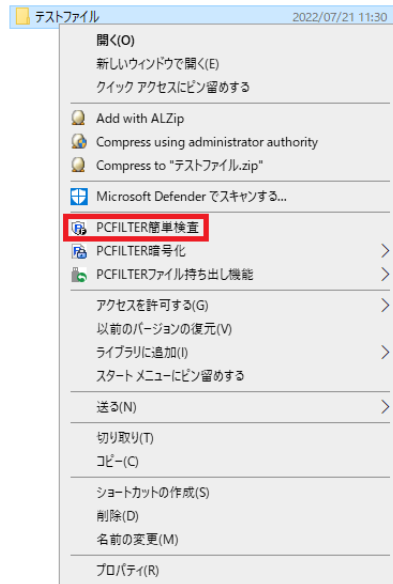 テストファイル 2022/07/21 11:30
開く(O)
新しいウィンドウで開く(E)
クイック アクセスにピン留めする
Add with ALZip
Compress using administrator authority
Compress to "テストファイル.zip"
Microsoft Defender でスキャンする...
PCFILTER簡単検査
PCFILTER暗号化
PCFILTERファイル持ち出し機能
アクセスを許可する(G)
以前のバージョンの復元(V)
ライブラリに追加(I)
スタート メニューにピン留めする
送る(N)
切り取り(T)
コピー(C)
ショートカットの作成(S)
削除(D)
名前の変更(M)
プロパティ(R)